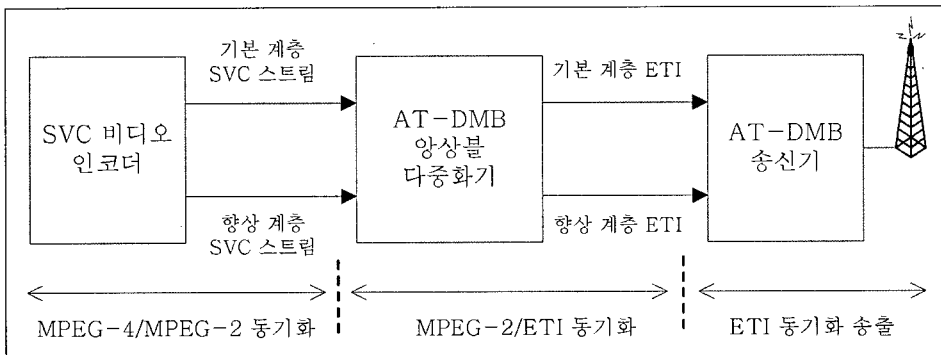 기본 계층
SVC 스트림
기본 계층 ETI
SVC 비디오
인코더
AT-DMB
앙상블
다중화기
AT-DMB
송신기
향상 계층
SVC 스트림
향상 계층 ETI
MPEG-4/MPEG-2 동기화
MPEG-2/ETI 동기화
ETI 동기화 송출